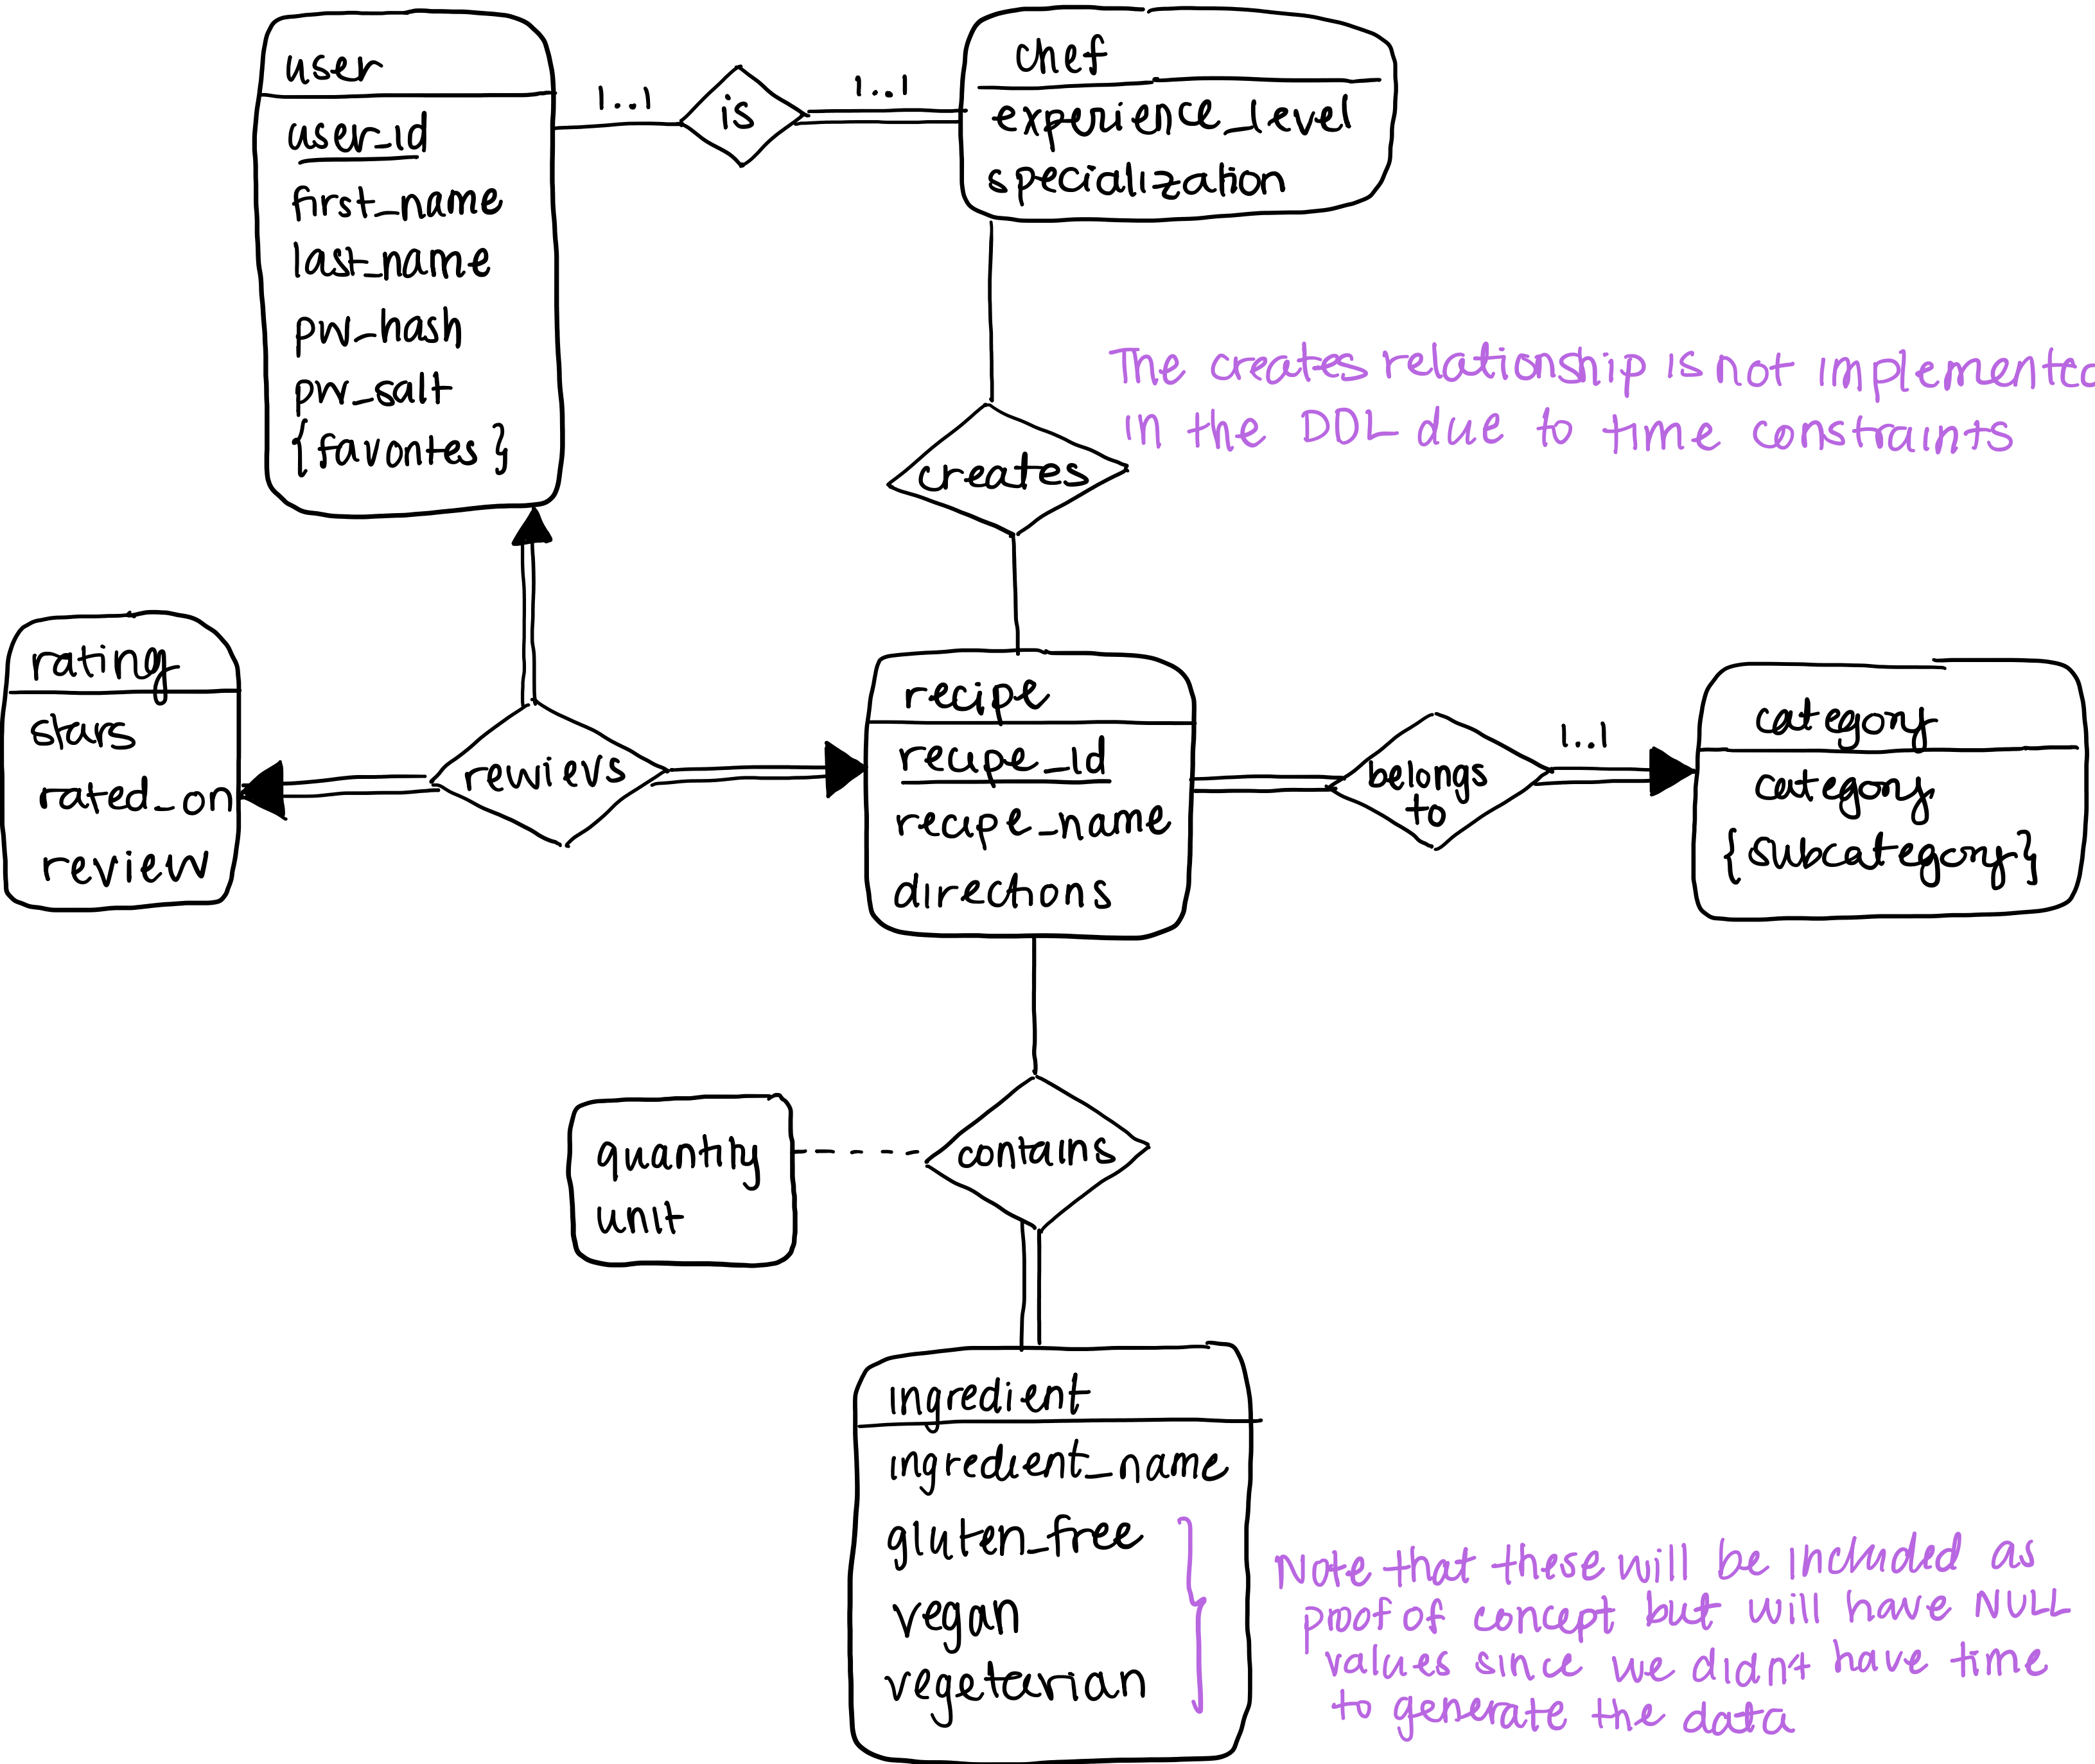 user
user_id
first_name
last_name
pw_hash
pw_salt
{favorites}
1..1
is
1..1
chef
experience_level
specialization
creates
The creates relationship is not implemente
in the DDL due to time constraints
rating
stars
rated_on
review
reviews
recipe
recipe_id
recipe_name
directions
belongs
to
1..1
category
category
{subcategory}
quantity
unit
contains
ingredient
ingredient_name
gluten_free
vegan
vegetarian
Note that these will be included as
proof of concept but will have NULL
values since we didn't have time
to generate the data